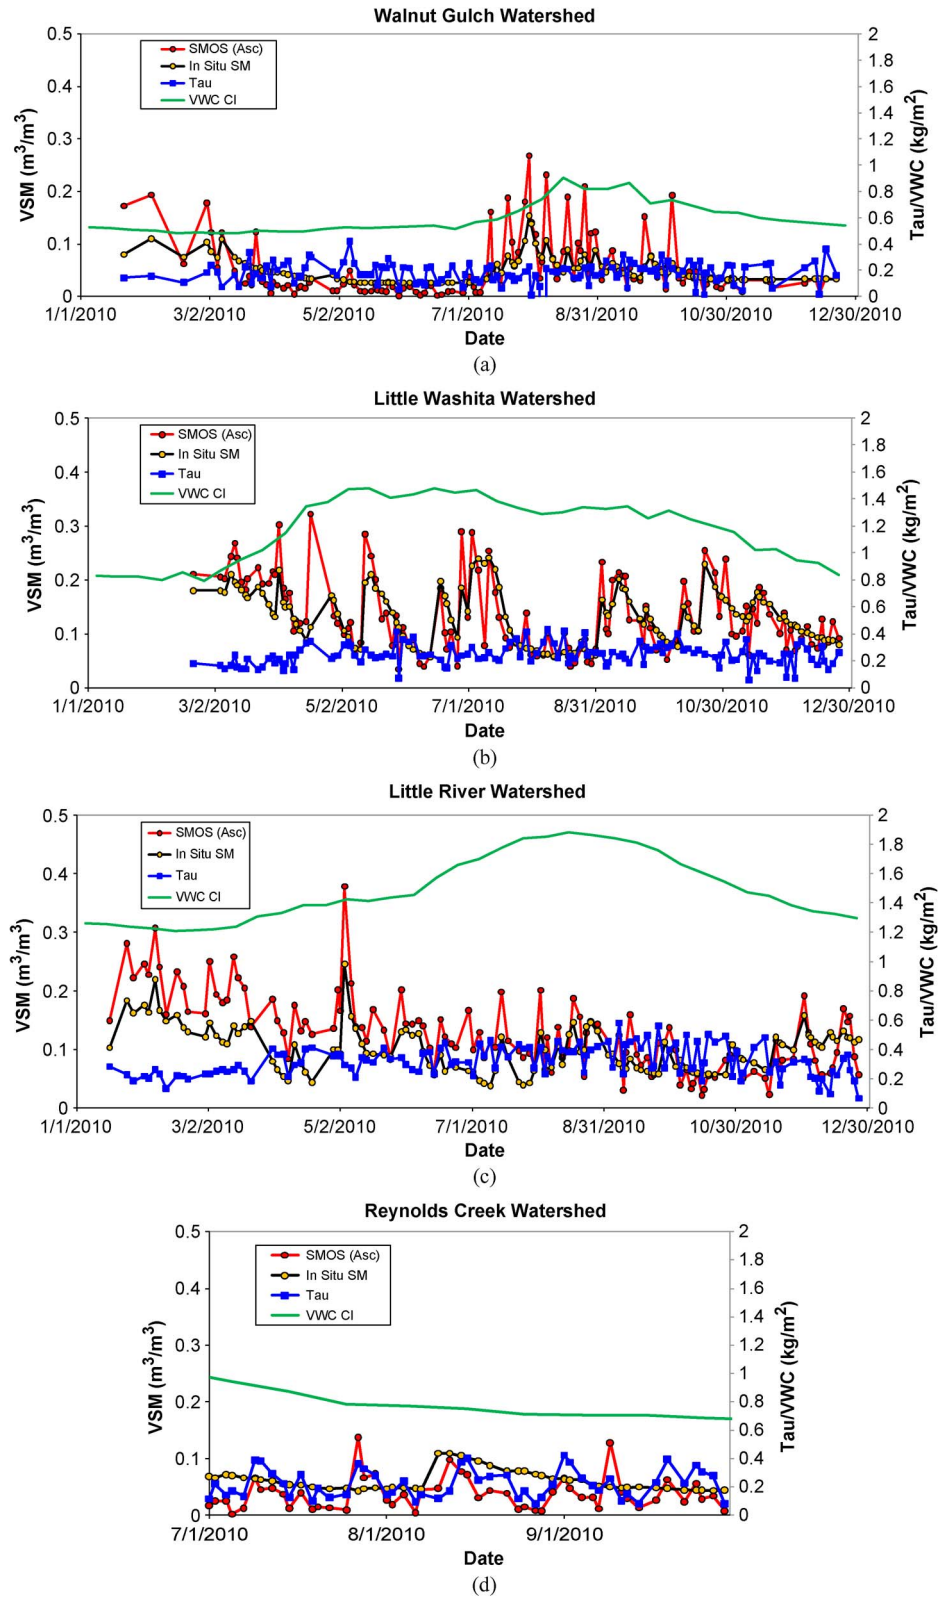 Walnut Gulch Watershed
SMOS (Asc)
In Situ SM
Tau
VWC Cl
VSM (m³/m³)
0.5
0.4
0.3
0.2
0.1
0
Tau/VWC (kg/m²)
2
1.8
1.6
1.4
1.2
1
0.8
0.6
0.4
0.2
0
1/1/2010 3/2/2010 5/2/2010 7/1/2010 8/31/2010 10/30/2010 12/30/2010
Date
(a)
Little Washita Watershed
SMOS (Asc)
In Situ SM
Tau
VWC Cl
VSM (m³/m³)
0.5
0.4
0.3
0.2
0.1
0
Tau/VWC (kg/m²)
2
1.8
1.6
1.4
1.2
1
0.8
0.6
0.4
0.2
0
1/1/2010 3/2/2010 5/2/2010 7/1/2010 8/31/2010 10/30/2010 12/30/2010
Date
(b)
Little River Watershed
SMOS (Asc)
In Situ SM
Tau
VWC Cl
VSM (m³/m³)
0.5
0.4
0.3
0.2
0.1
0
Tau/VWC (kg/m²)
2
1.8
1.6
1.4
1.2
1
0.8
0.6
0.4
0.2
0
1/1/2010 3/2/2010 5/2/2010 7/1/2010 8/31/2010 10/30/2010 12/30/2010
Date
(c)
Reynolds Creek Watershed
SMOS (Asc)
In Situ SM
Tau
VWC Cl
VSM (m³/m³)
0.5
0.4
0.3
0.2
0.1
0
Tau/VWC (kg/m²)
2
1.8
1.6
1.4
1.2
1
0.8
0.6
0.4
0.2
0
7/1/2010 8/1/2010 9/1/2010
Date
(d)